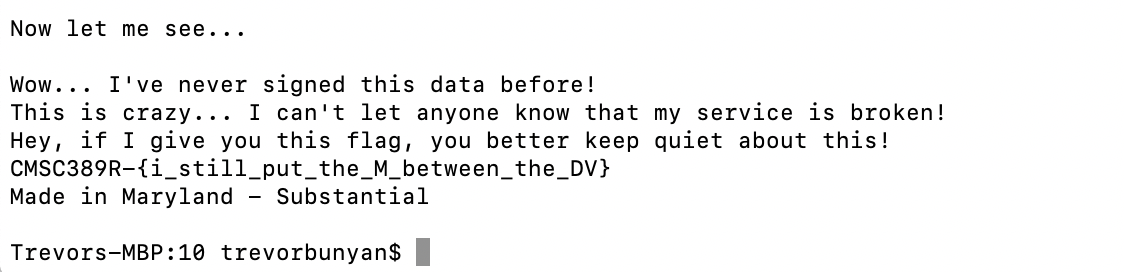 Now let me see...
Wow... I've never signed this data before!
This is crazy... I can't let anyone know that my service is broken!
Hey, if I give you this flag, you better keep quiet about this!
CMSC389R-{i_still_put_the_M_between_the_DV}
Made in Maryland - Substantial
Trevors-MBP:10 trevorbunyan$